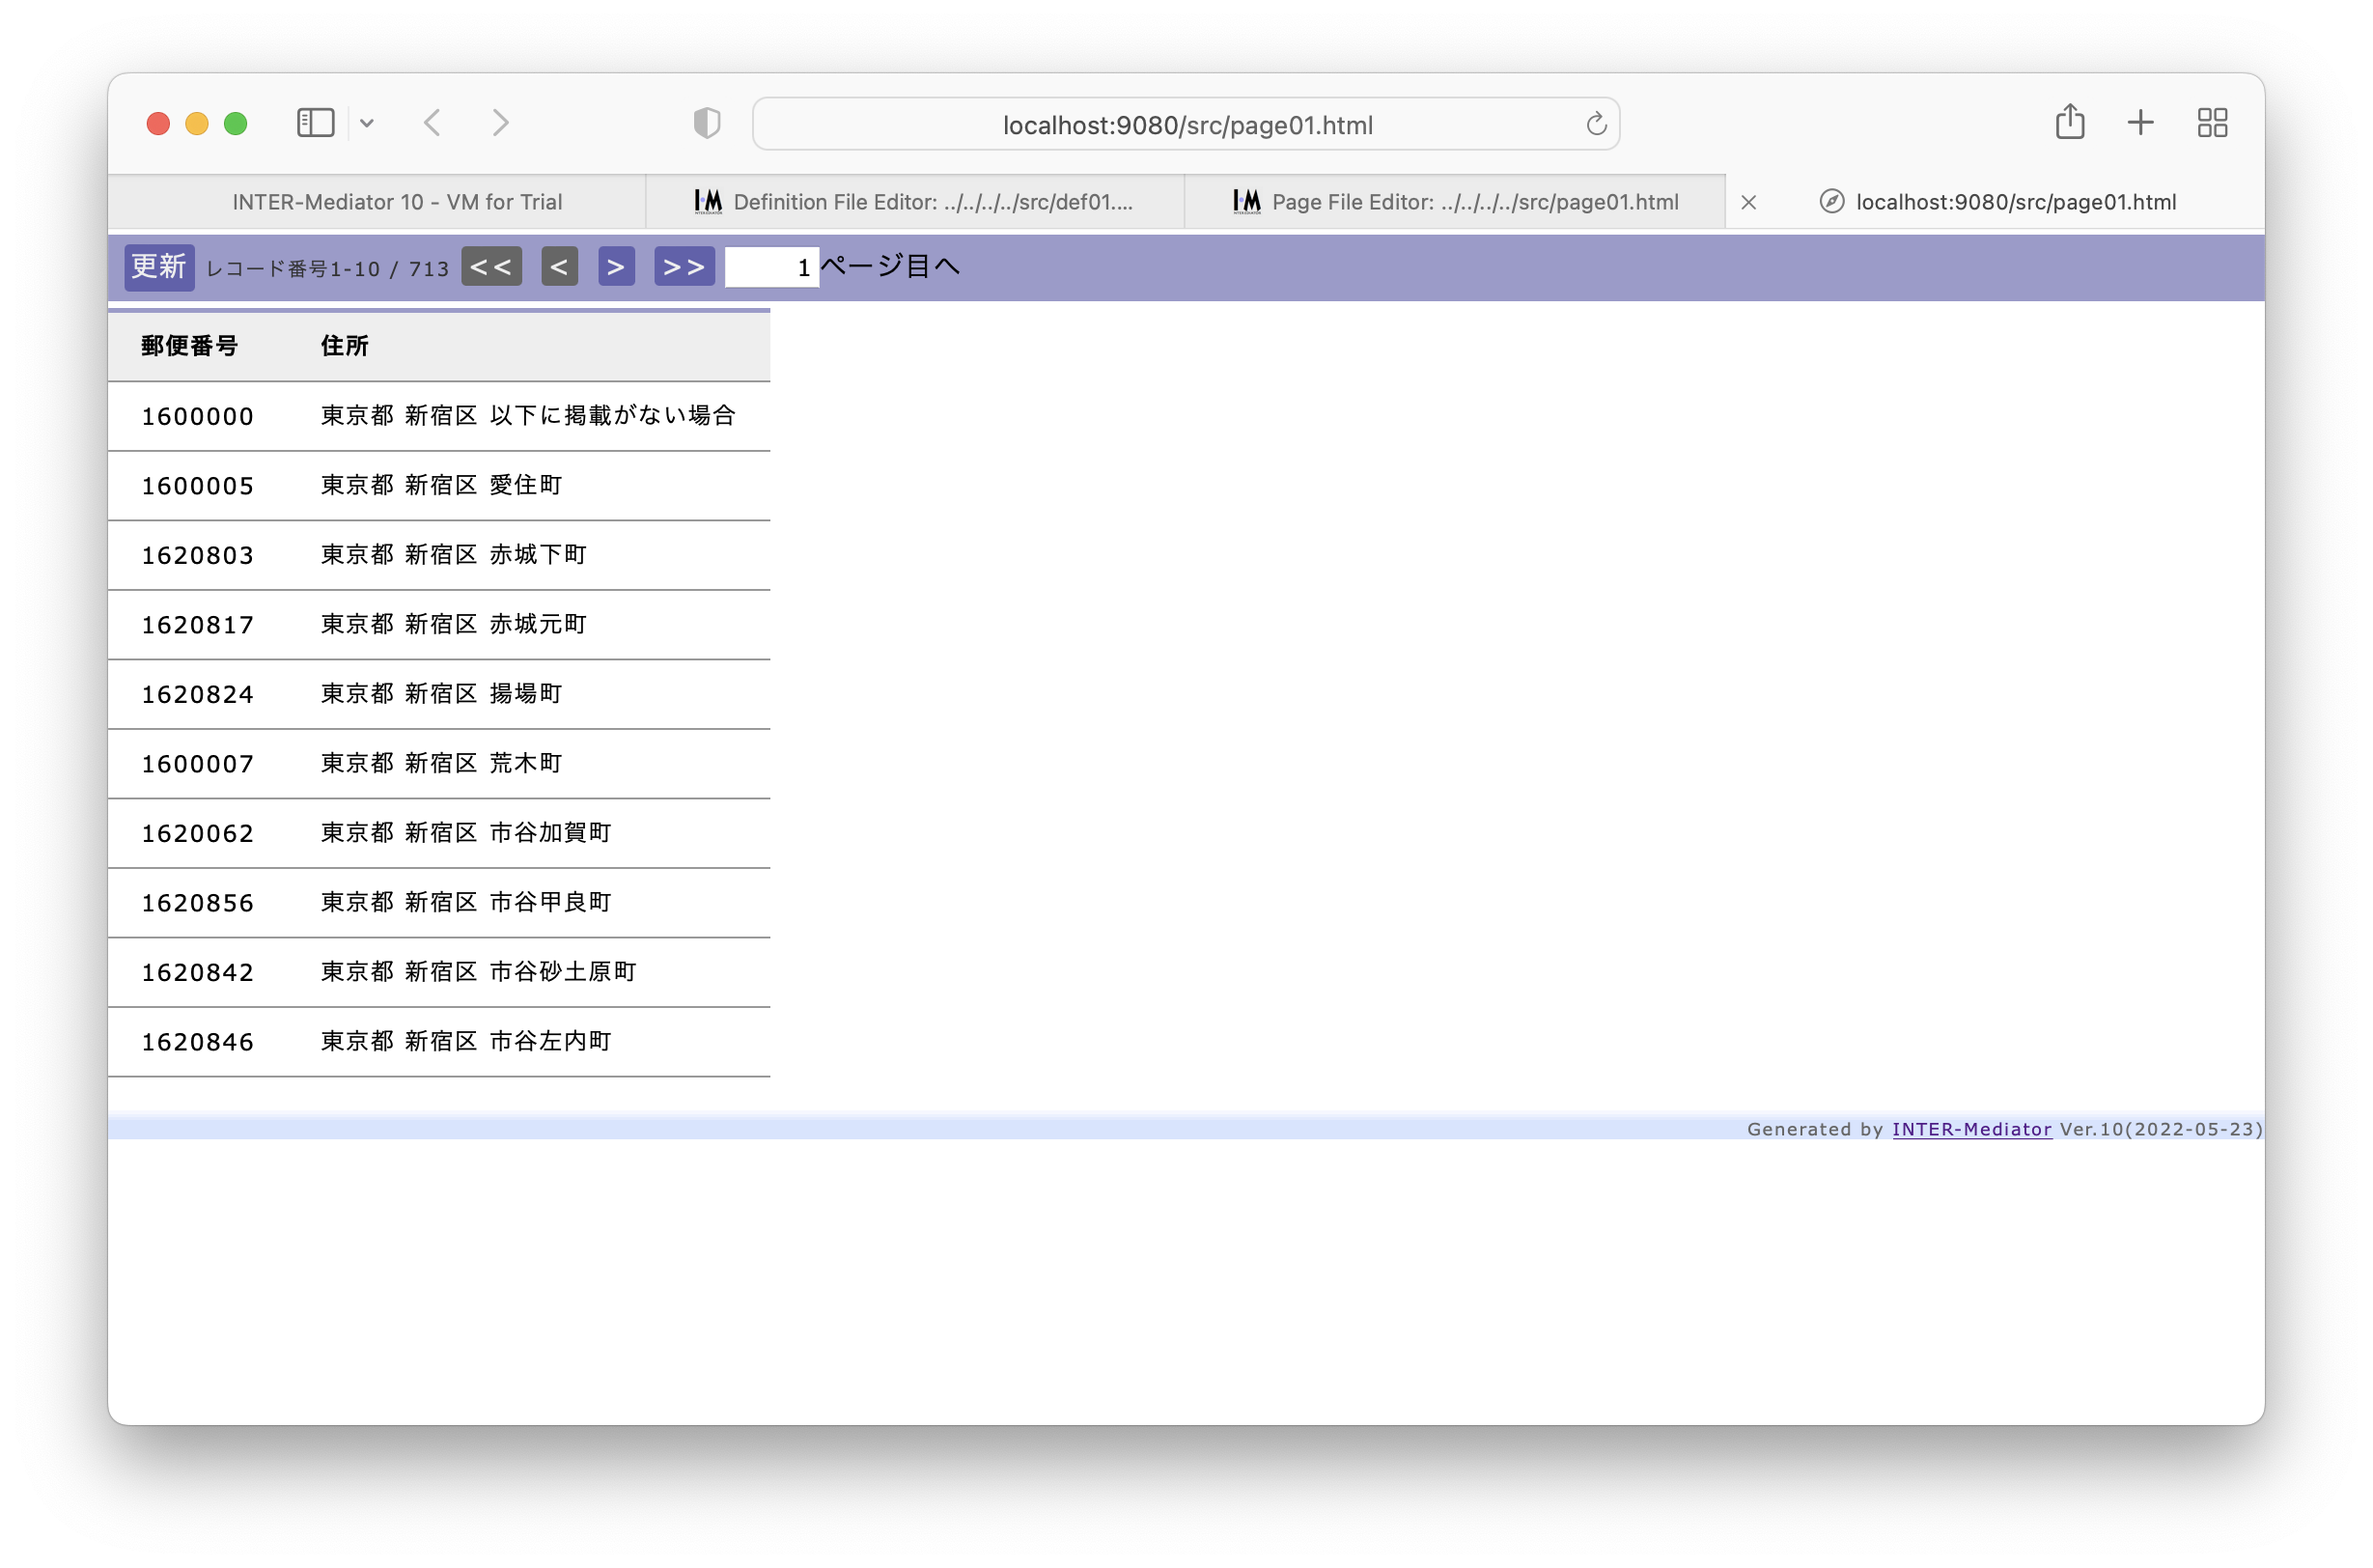 localhost:9080/src/page01.html
INTER-Mediator 10 - VM for Trial
Definition File Editor: ../../../../src/def01....
Page File Editor: ../../../../src/page01.html
localhost:9080/src/page01.html
更新 レコード番号1-10 / 713 << < > >> 1 ページ目へ
郵便番号 住所
1600000 東京都 新宿区 以下に掲載がない場合
1600005 東京都 新宿区 愛住町
1620803 東京都 新宿区 赤城下町
1620817 東京都 新宿区 赤城元町
1620824 東京都 新宿区 揚場町
1600007 東京都 新宿区 荒木町
1620062 東京都 新宿区 市谷加賀町
1620856 東京都 新宿区 市谷甲良町
1620842 東京都 新宿区 市谷砂土原町
1620846 東京都 新宿区 市谷左内町
Generated by INTER-Mediator Ver.10(2022-05-23)